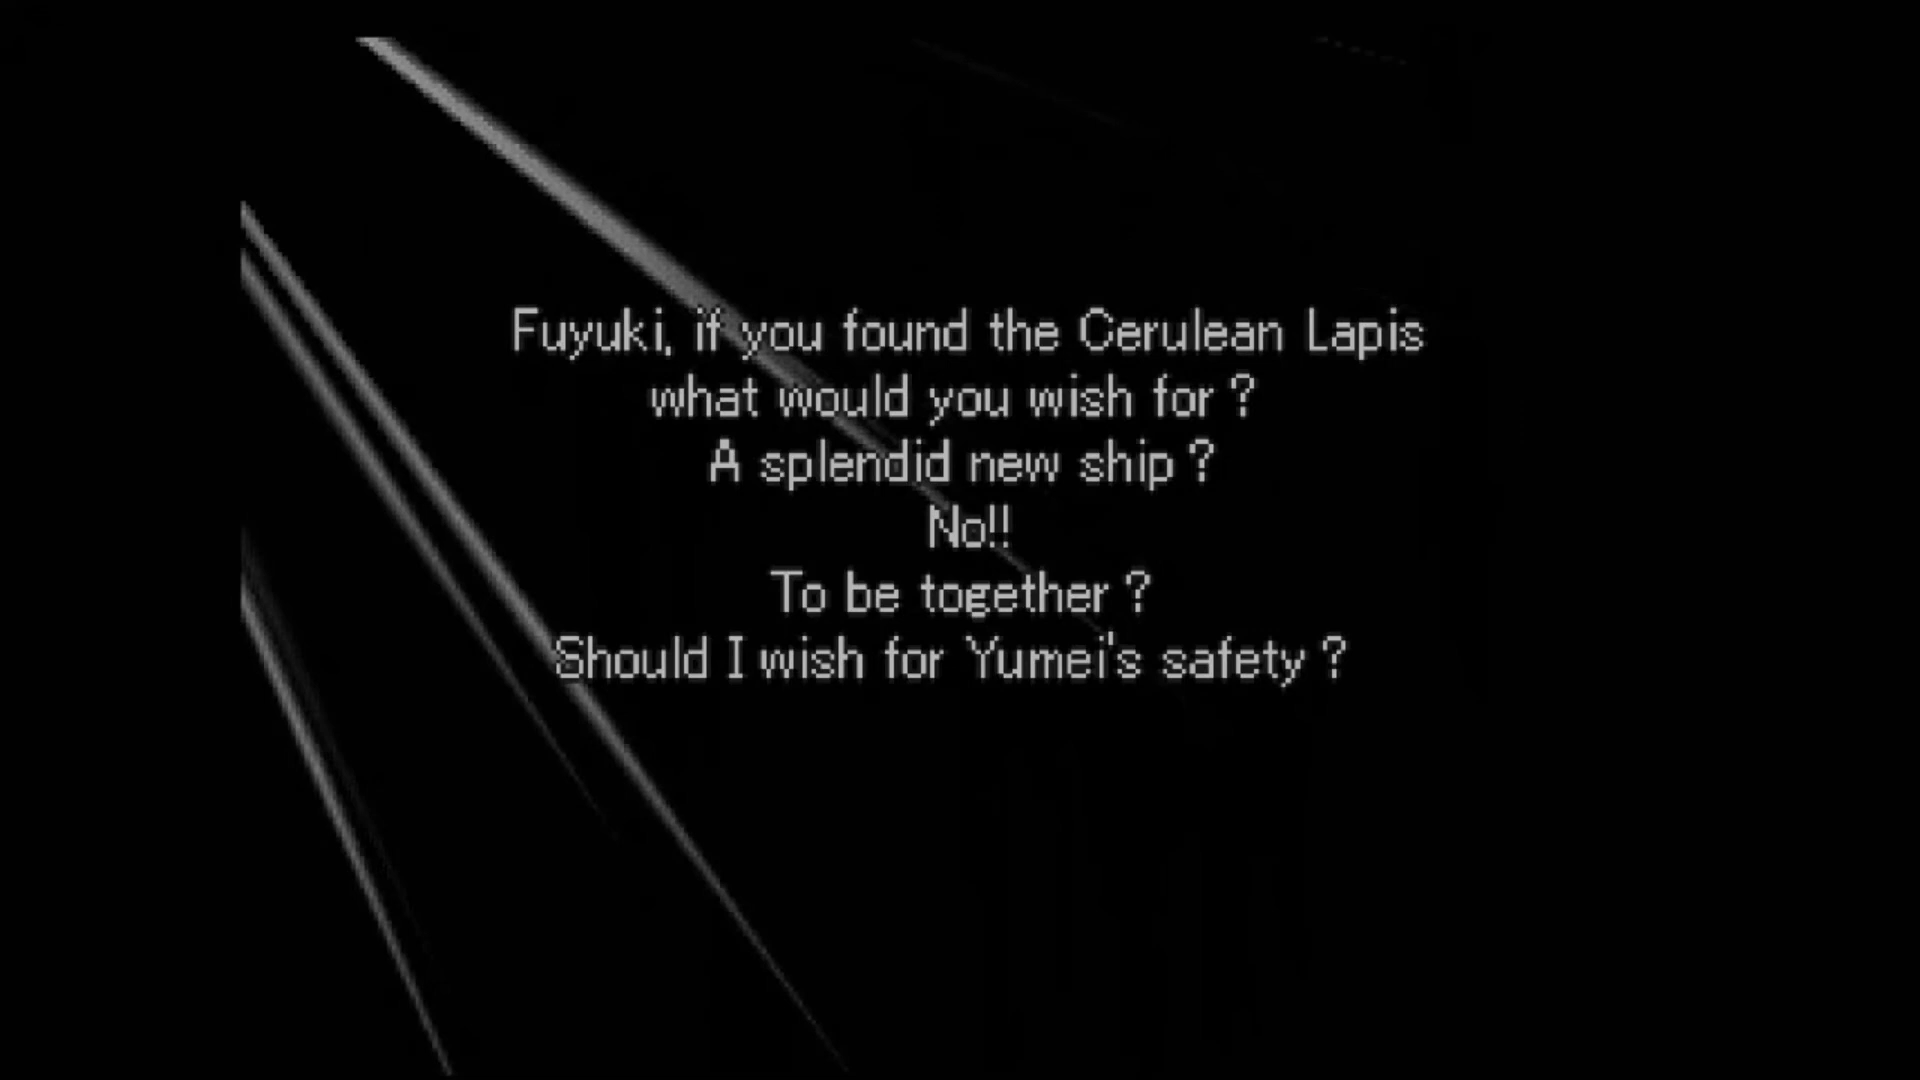 Fuyuki, if you found the Cerulean Lapis
what would you wish for ?
A splendid new ship ?
No!!
To be together ?
Should I wish for Yumei's safety ?